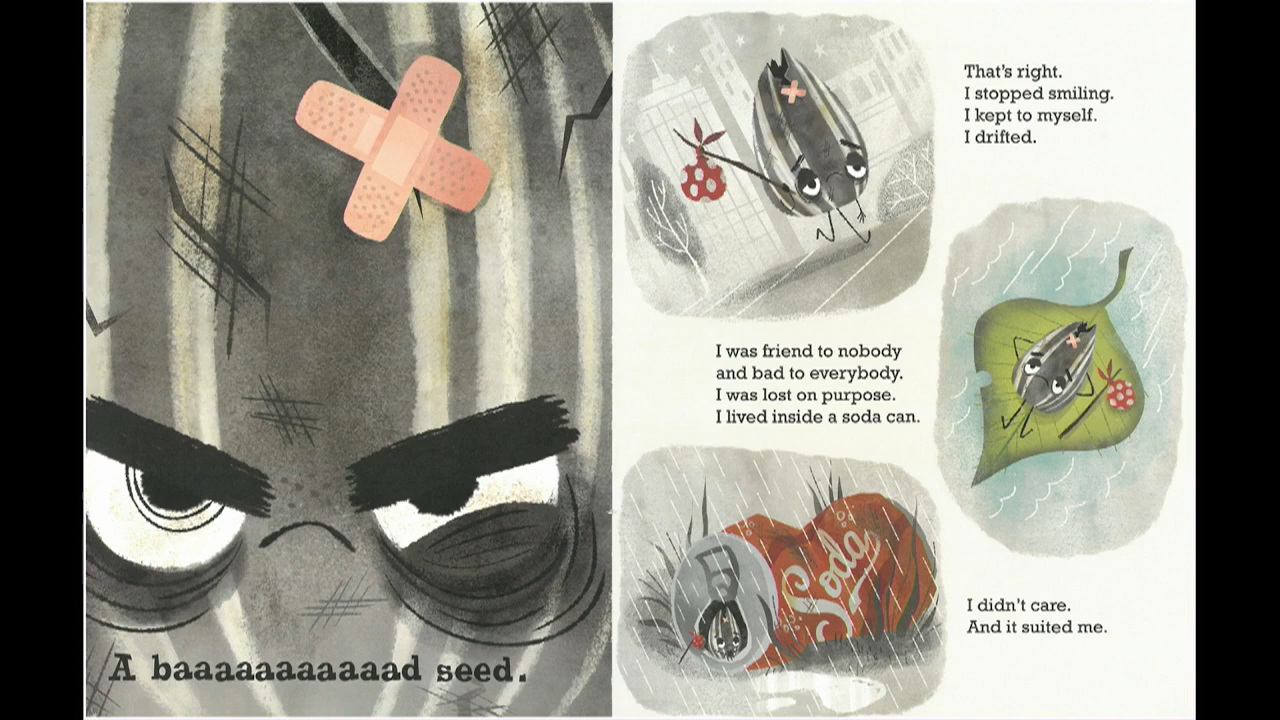 A baaaaaaaaaaaad seed.
That's right.
I stopped smiling.
I kept to myself.
I drifted.
I was friend to nobody
and bad to everybody.
I was lost on purpose.
I lived inside a soda can.
Soda
I didn't care.
And it suited me.